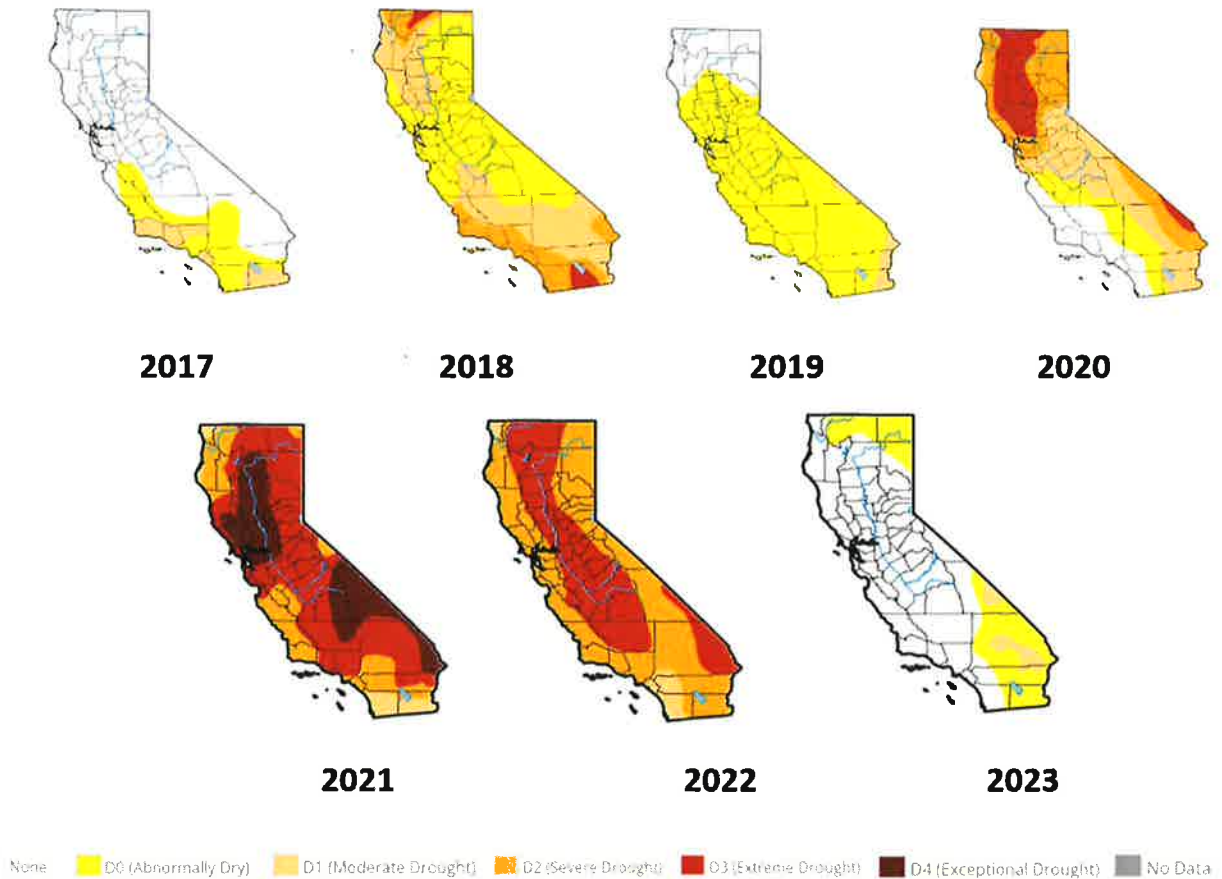 2017 2018 2019 2020
2021 2022 2023
None D0 (Abnormally Dry) D1 (Moderate Drought) D2 (Severe Drought) D3 (Extreme Drought) D4 (Exceptional Drought) No Data